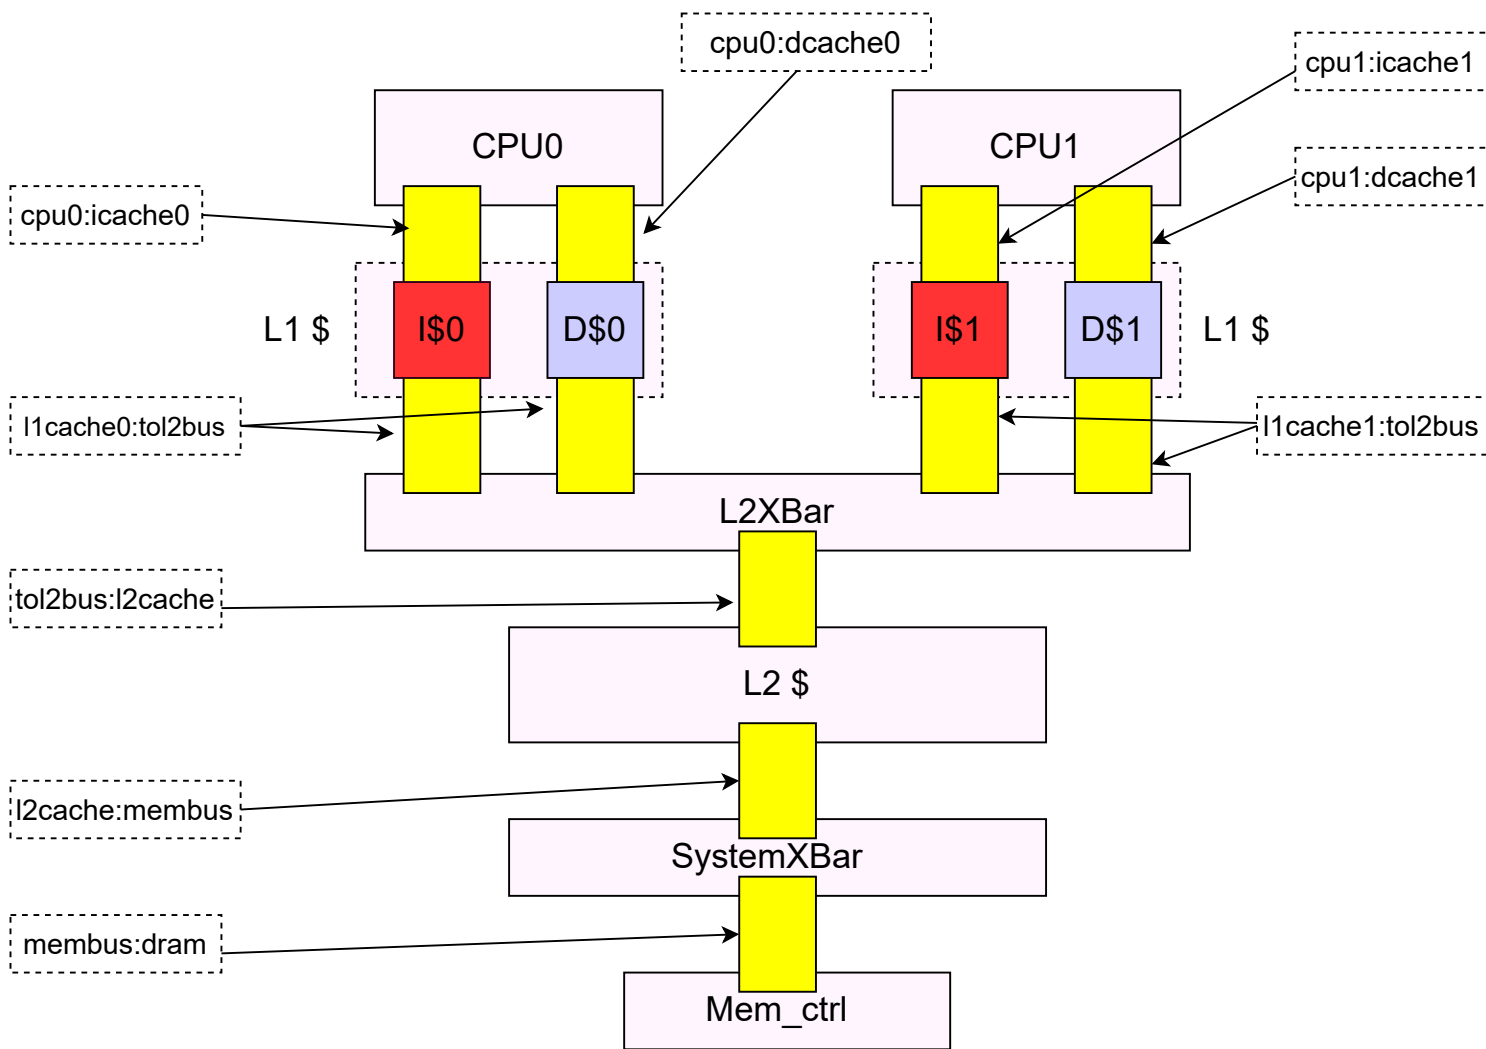 cpu0:dcache0
cpu1:icache1
CPU0
CPU1
cpu1:dcache1
cpu0:icache0
L1 $
I$0
D$0
I$1
D$1
L1 $
l1cache0:tol2bus
l1cache1:tol2bus
L2XBar
tol2bus:l2cache
L2 $
l2cache:membus
SystemXBar
membus:dram
Mem_ctrl